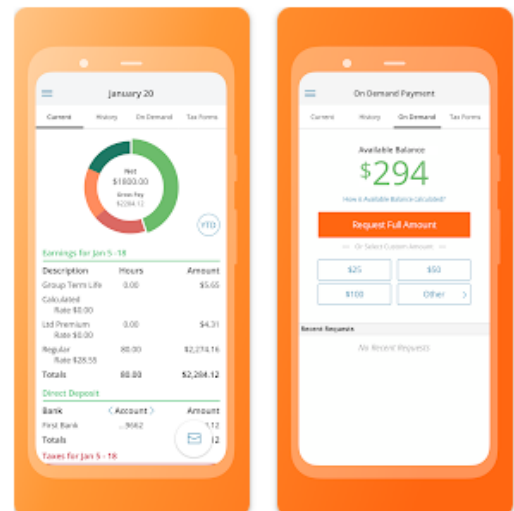 January 20
Current History On Demand Tax Forms
Net
$1800.00
Gross Pay
$2284.12
YTD
Earnings for Jan 5 -18
Description Hours Amount
Group Term Life 0.00 $5.65
Calculated
Rate $0.00
Ltd Premium 0.00 $4.31
Rate $0.00
Regular 80.00 $2,274.16
Rate $28.55
Totals 80.00 $2,284.12
Direct Deposit
Bank <Account> Amount
First Bank ...9662 .12
Totals 12
Taxes for Jan 5 - 18
On Demand Payment
Current History On Demand Tax Forms
Available Balance
$294
How is Available Balance calculated?
Request Full Amount
Or Select Custom Amount
$25 $50
$100 Other >
Recent Requests
No Recent Requests